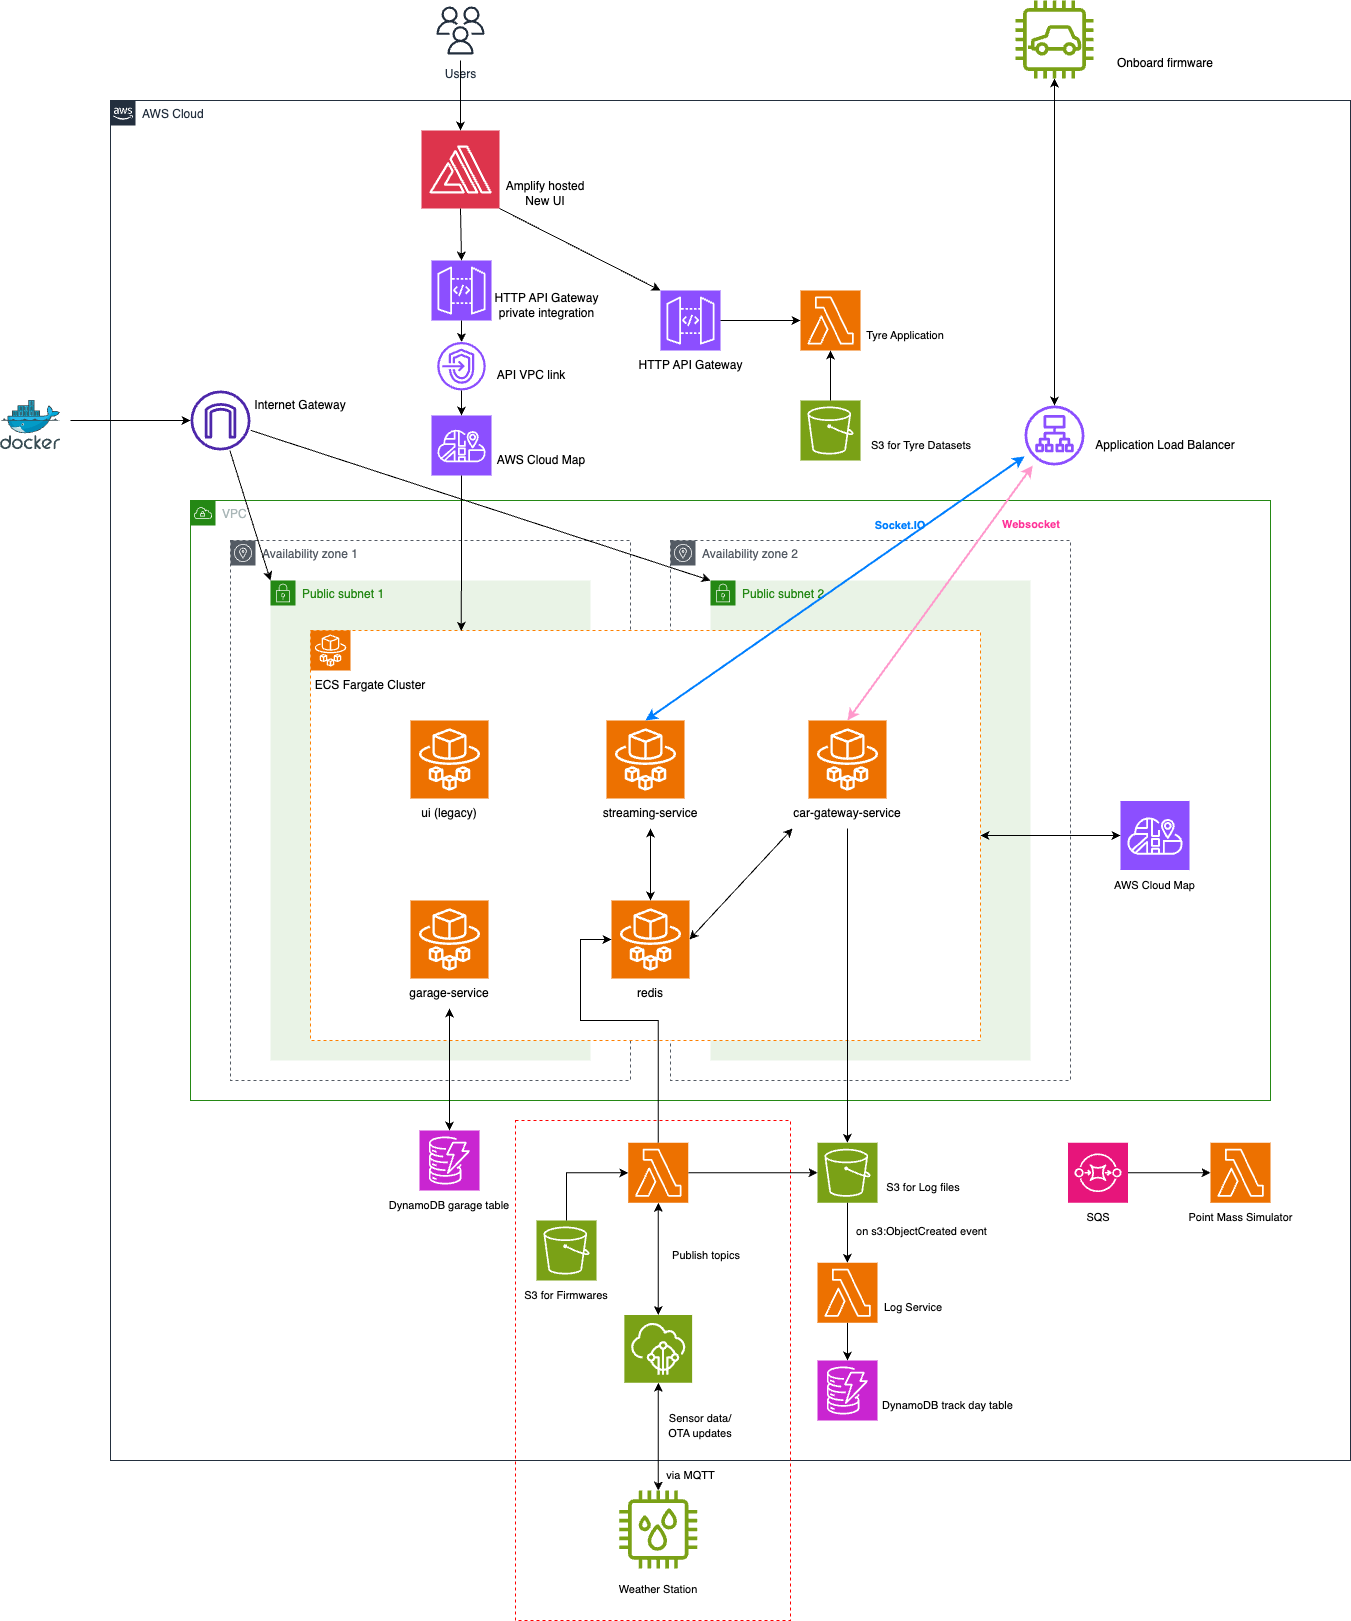 Users
Onboard firmware
aws
AWS Cloud
Amplify hosted
New UI
</>
HTTP API Gateway
private integration
</>
HTTP API Gateway
Tyre Application
API VPC link
Internet Gateway
docker
AWS Cloud Map
S3 for Tyre Datasets
Application Load Balancer
VPC
Socket.IO
Websocket
Availability zone 1
Availability zone 2
Public subnet 1
Public subnet 2
ECS Fargate Cluster
ui (legacy)
streaming-service
car-gateway-service
AWS Cloud Map
garage-service
redis
DynamoDB garage table
S3 for Log files
SQS
Point Mass Simulator
on s3:ObjectCreated event
Publish topics
S3 for Firmwares
Log Service
DynamoDB track day table
Sensor data/
OTA updates
via MQTT
Weather Station